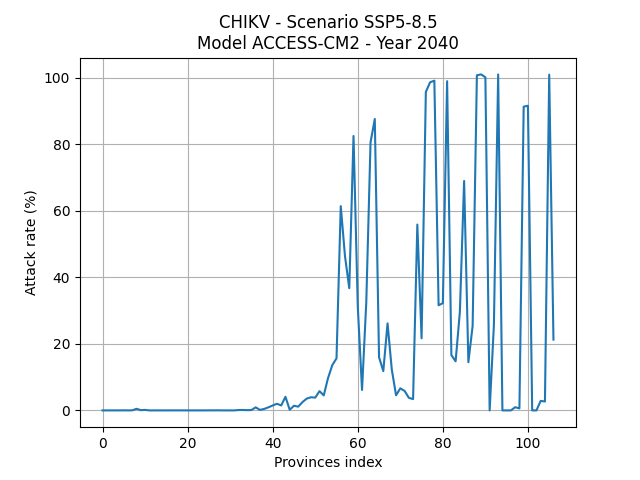 CHIKV - Scenario SSP5-8.5
Model ACCESS-CM2 - Year 2040
Attack rate (%)
100
80
60
40
20
0
0 20 40 60 80 100
Provinces index